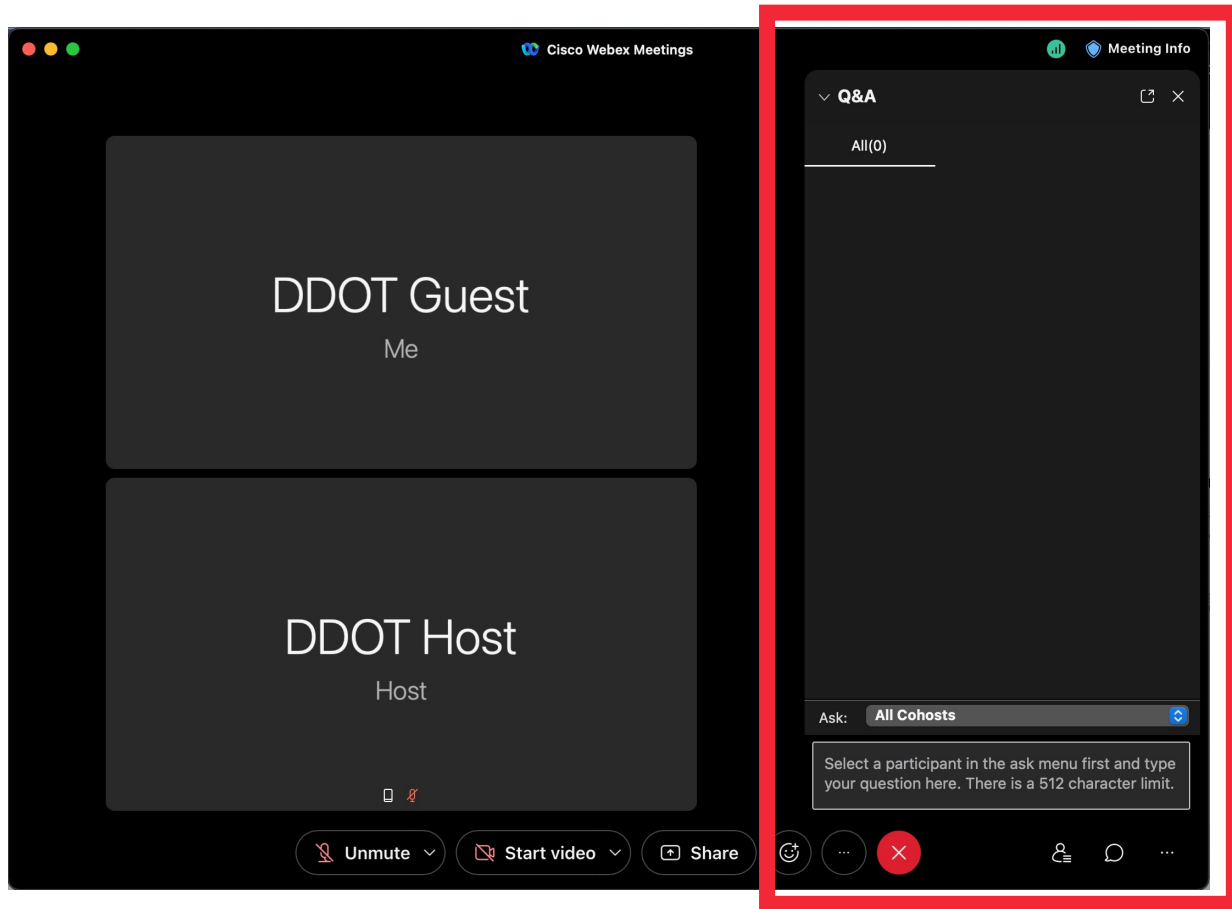 Cisco Webex Meetings
Meeting Info
Q&A
All(0)
DDOT Guest
Me
DDOT Host
Host
Ask: All Cohosts
Select a participant in the ask menu first and type
your question here. There is a 512 character limit.
Unmute
Start video
Share